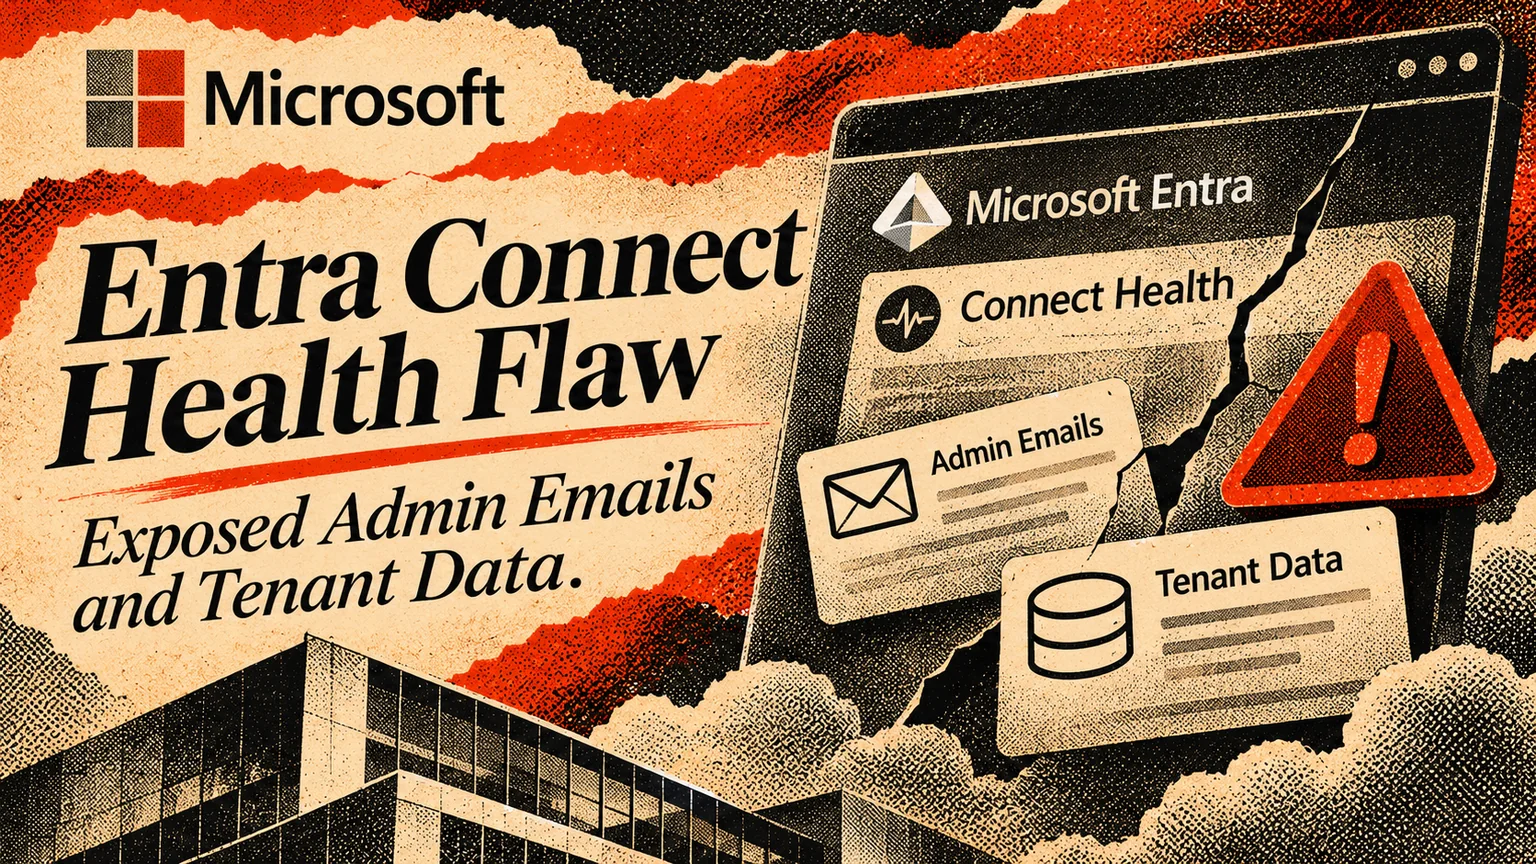 Microsoft
Entra Connect
Health Flaw
Exposed Admin Emails
and Tenant Data.
Microsoft Entra
Connect Health
Admin Emails
!
Tenant Data